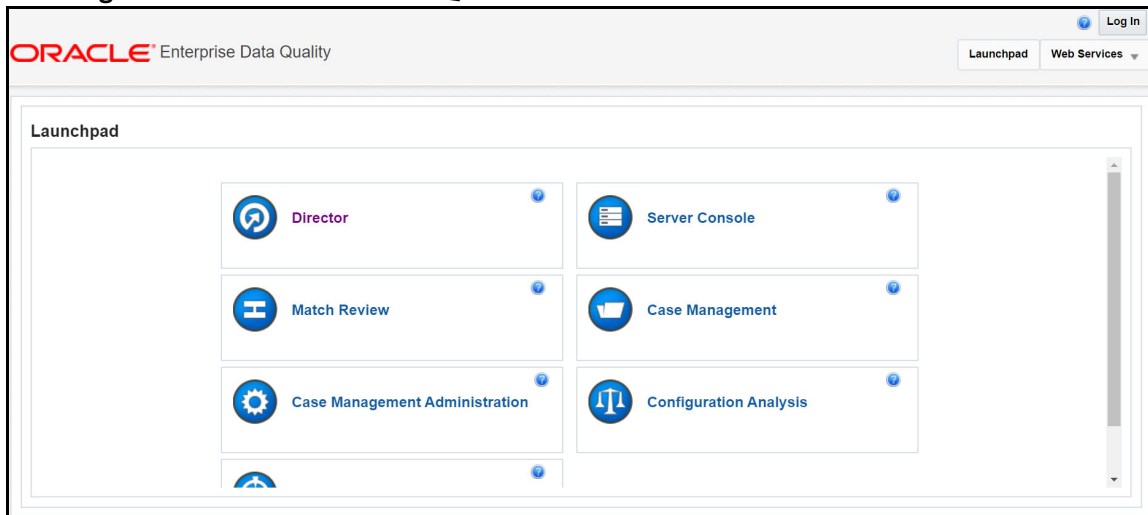 Log In
ORACLE Enterprise Data Quality
Launchpad Web Services
Launchpad
Director
Server Console
Match Review
Case Management
Case Management Administration
Configuration Analysis